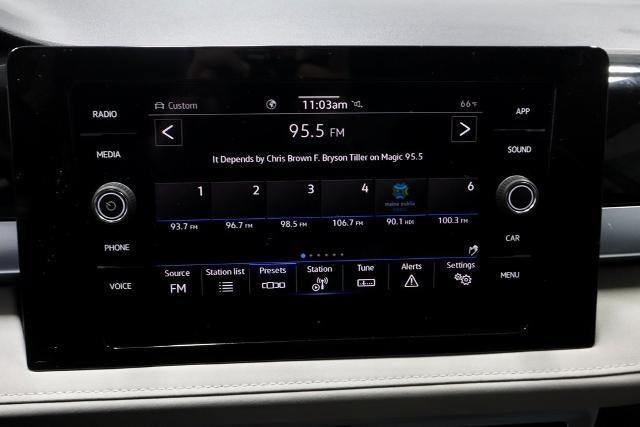 RADIO
MEDIA
PHONE
VOICE
Custom
11:03am
66°F
95.5 FM
It Depends by Chris Brown F. Bryson Tiller on Magic 95.5
1 2 3 4 6
maine public
93.7 FM 96.7 FM 98.5 FM 106.7 FM 90.1 HD1 100.3 FM
Source Station list Presets Station Tune Alerts Settings
FM
APP
SOUND
CAR
MENU